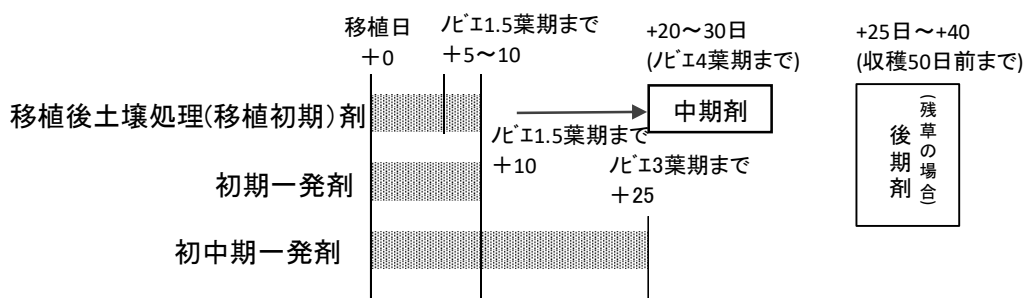 移植日
＋0
ﾉﾋﾞｴ1.5葉期まで
＋5～10
+20～30日
(ﾉﾋﾞｴ4葉期まで)
+25日～+40
(収穫50日前まで)
移植後土壌処理(移植初期)剤
中期剤
後期剤
(残草の場合)
ﾉﾋﾞｴ1.5葉期まで
＋10
初期一発剤
ﾉﾋﾞｴ3葉期まで
＋25
初中期一発剤